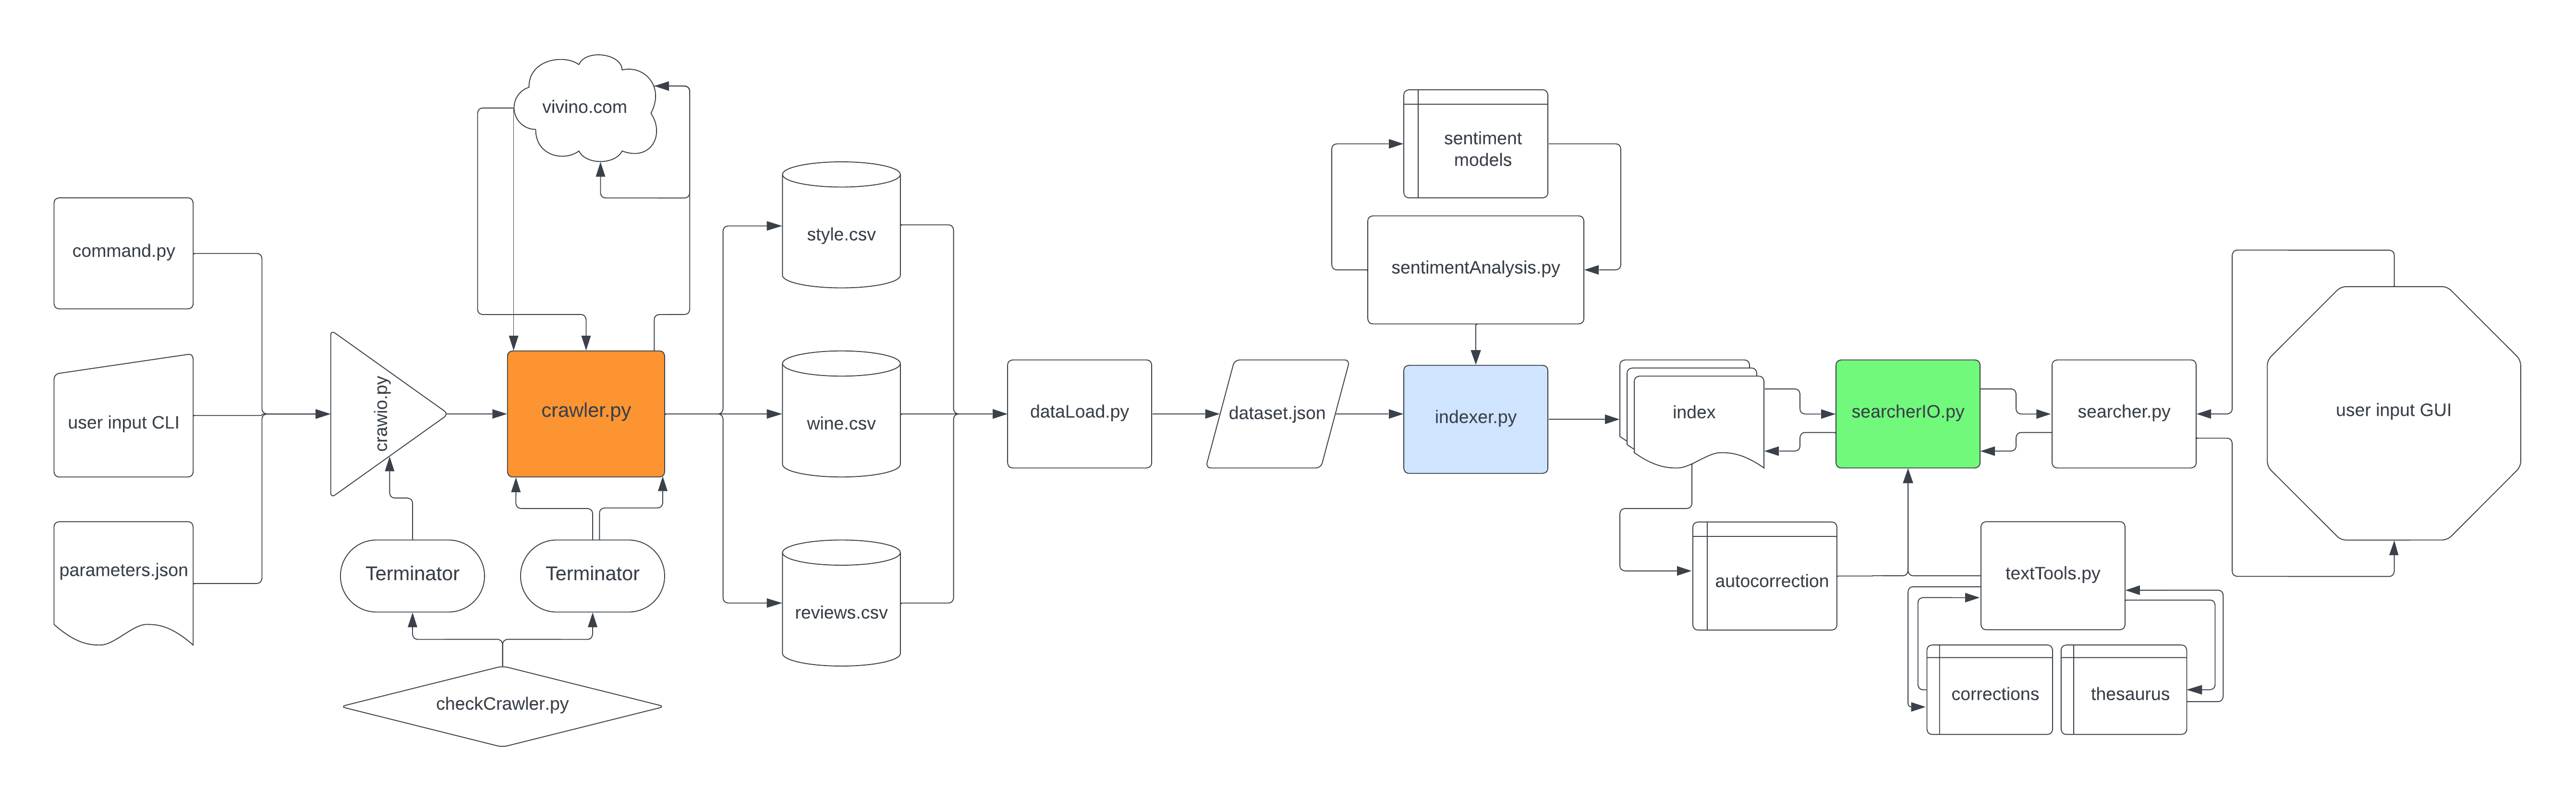 vivino.com
command.py
user input CLI
parameters.json
crawio.py
crawler.py
Terminator
Terminator
checkCrawler.py
style.csv
wine.csv
reviews.csv
dataLoad.py
dataset.json
sentiment
models
sentimentAnalysis.py
indexer.py
index
autocorrection
searcherIO.py
searcher.py
textTools.py
corrections
thesaurus
user input GUI